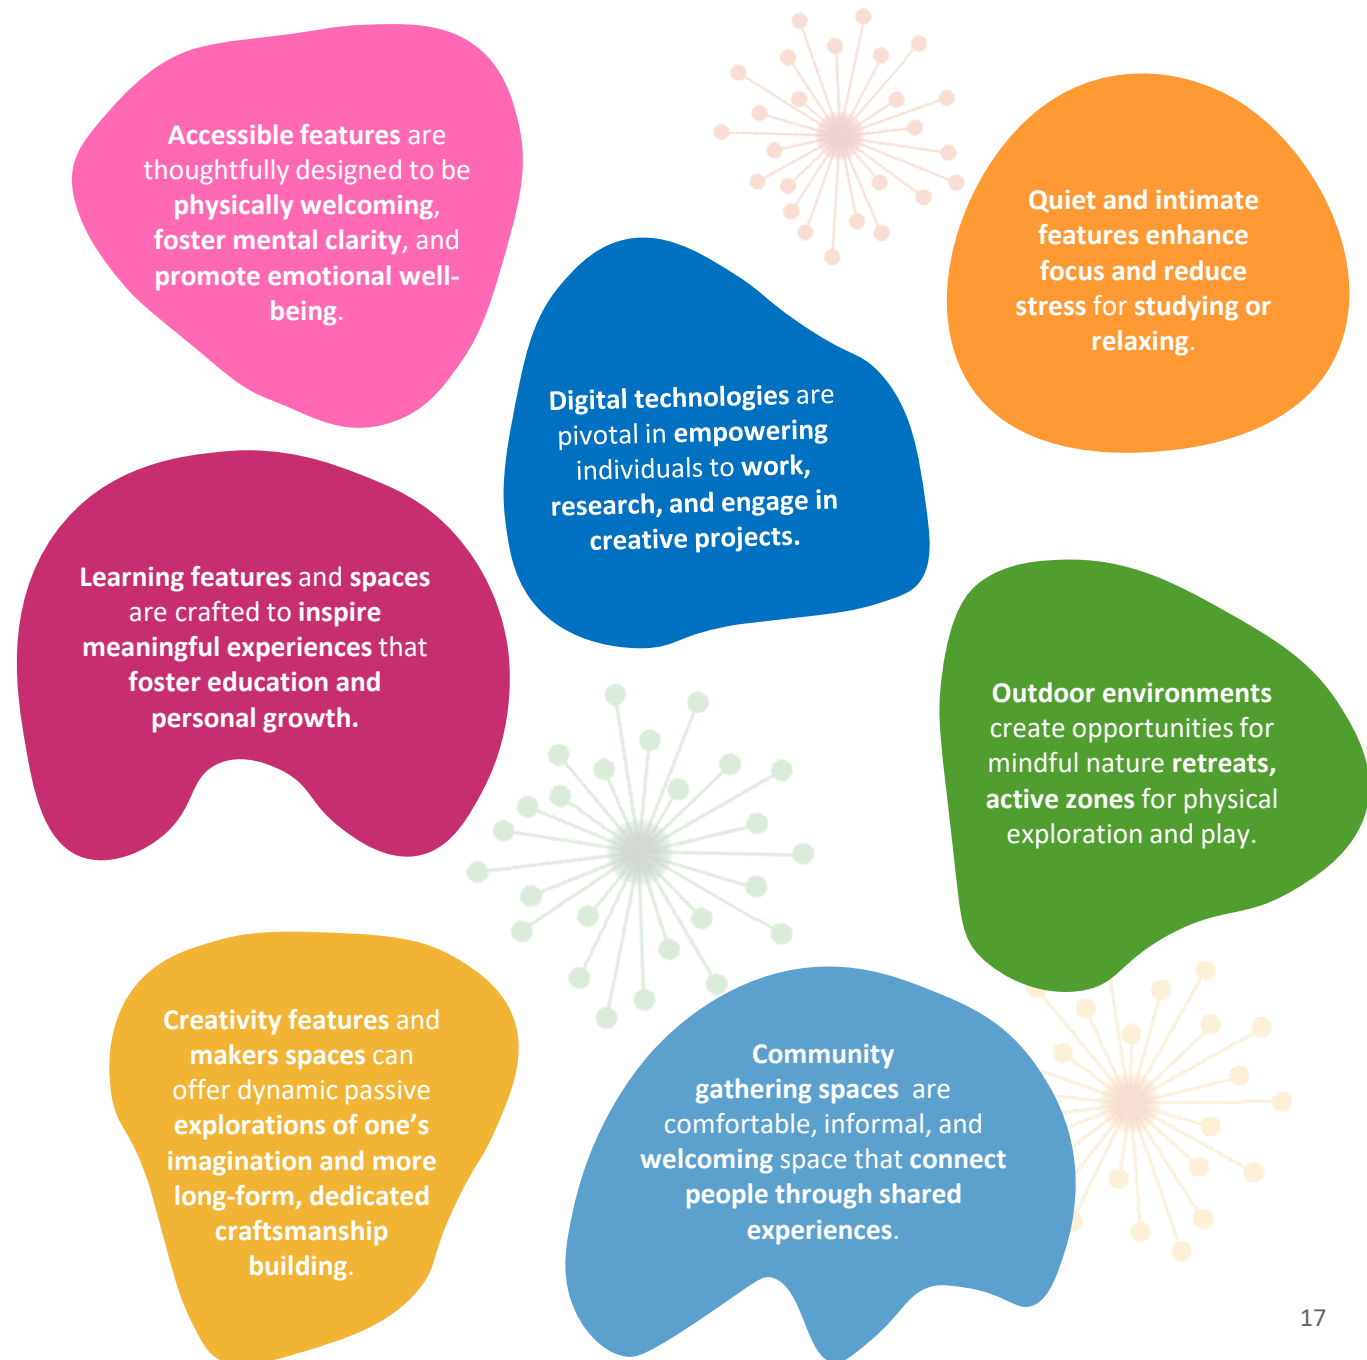 Accessible features are
thoughtfully designed to be
physically welcoming,
foster mental clarity, and
promote emotional well-
being.
Quiet and intimate
features enhance
focus and reduce
stress for studying or
relaxing.
Digital technologies are
pivotal in empowering
individuals to work,
research, and engage in
creative projects.
Learning features and spaces
are crafted to inspire
meaningful experiences that
foster education and
personal growth.
Outdoor environments
create opportunities for
mindful nature retreats,
active zones for physical
exploration and play.
Creativity features and
makers spaces can
offer dynamic passive
explorations of one’s
imagination and more
long-form, dedicated
craftsmanship
building.
Community
gathering spaces are
comfortable, informal, and
welcoming space that connect
people through shared
experiences.
17